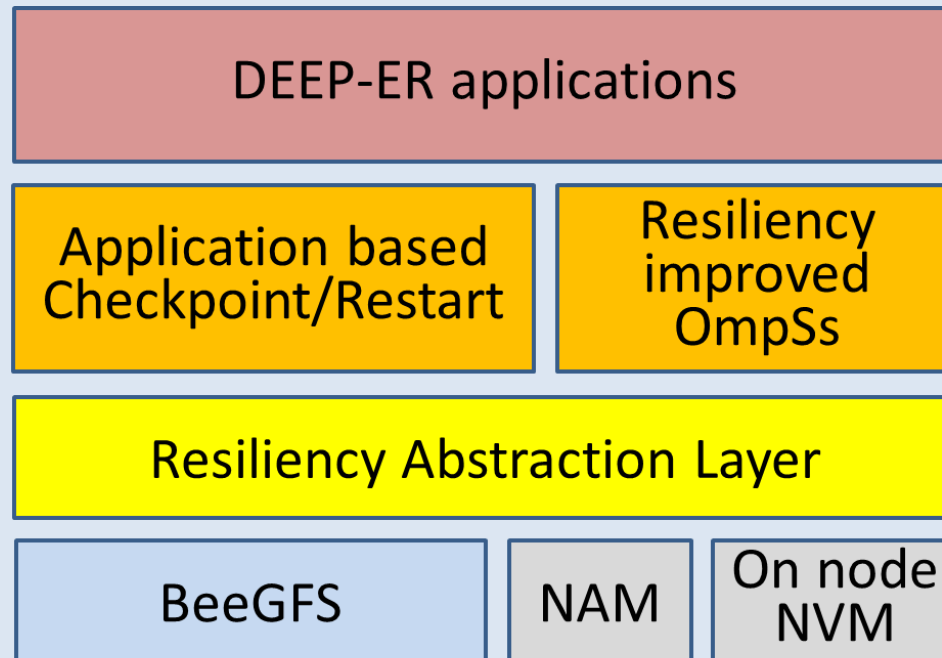 DEEP-ER applications
Application based
Checkpoint/Restart
Resiliency
improved
OmpSs
Resiliency Abstraction Layer
BeeGFS
NAM
On node
NVM